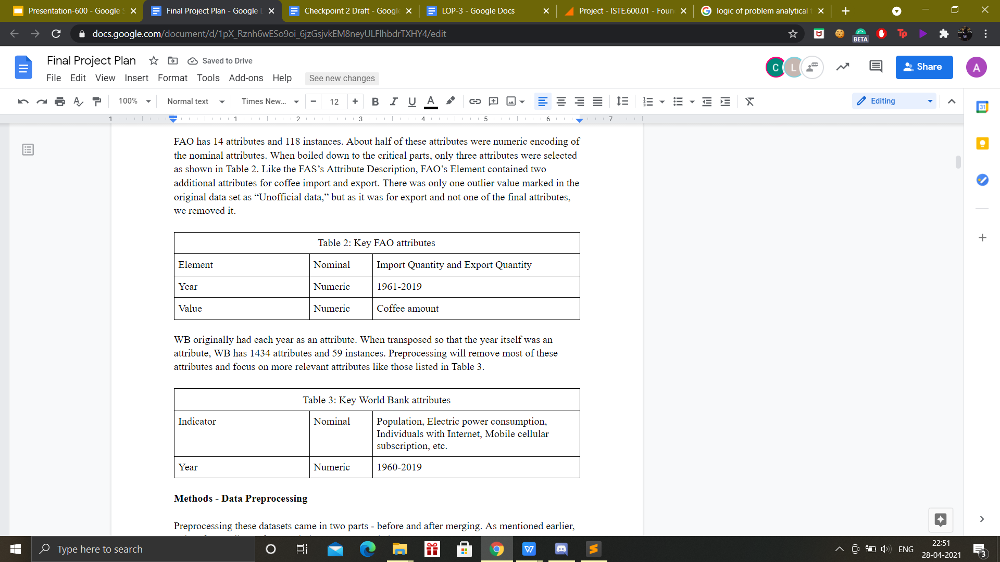 Presentation-600 - Google S
Final Project Plan - Google D
Checkpoint 2 Draft - Google
LOP-3 - Google Docs
Project - ISTE.600.01 - Foun
logic of problem analytical t
docs.google.com/document/d/1pX_Rznh6wESo9oi_6jzGsjvkEM8neyULFlhbdrTXHY4/edit
BETA
Tp
Final Project Plan
Saved to Drive
C
L
Share
A
File Edit View Insert Format Tools Add-ons Help
See new changes
100%
Normal text
Times New...
12
B I U A
Editing
31
1 1 2 3 4 5 6 7
FAO has 14 attributes and 118 instances. About half of these attributes were numeric encoding of
the nominal attributes. When boiled down to the critical parts, only three attributes were selected
as shown in Table 2. Like the FAS’s Attribute Description, FAO’s Element contained two
additional attributes for coffee import and export. There was only one outlier value marked in the
original data set as “Unofficial data,” but as it was for export and not one of the final attributes,
we removed it.
Table 2: Key FAO attributes
Element Nominal Import Quantity and Export Quantity
Year Numeric 1961-2019
Value Numeric Coffee amount
WB originally had each year as an attribute. When transposed so that the year itself was an
attribute, WB has 1434 attributes and 59 instances. Preprocessing will remove most of these
attributes and focus on more relevant attributes like those listed in Table 3.
Table 3: Key World Bank attributes
Indicator Nominal Population, Electric power consumption,
Individuals with Internet, Mobile cellular
subscription, etc.
Year Numeric 1960-2019
Methods - Data Preprocessing
Preprocessing these datasets came in two parts - before and after merging. As mentioned earlier,
Type here to search
W
ENG
22:51
28-04-2021
3